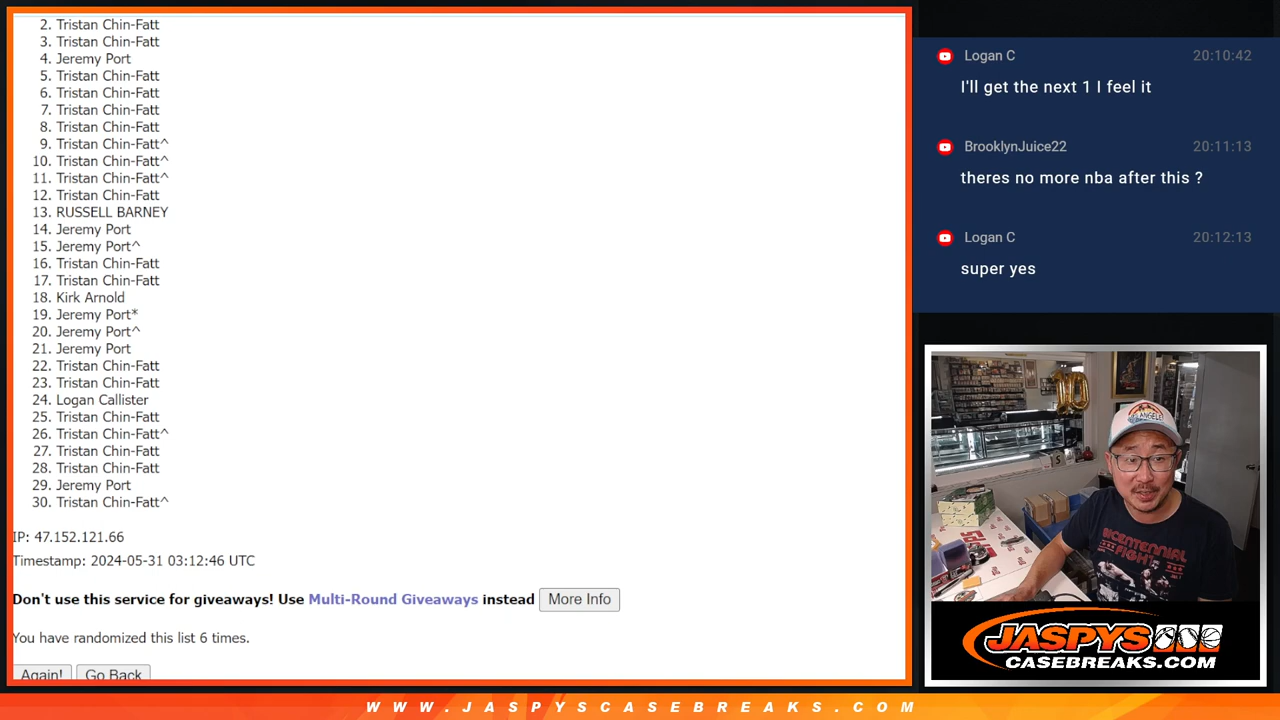 2. Tristan Chin-Fatt
3. Tristan Chin-Fatt
4. Jeremy Port
5. Tristan Chin-Fatt
6. Tristan Chin-Fatt
7. Tristan Chin-Fatt
8. Tristan Chin-Fatt
9. Tristan Chin-Fatt^
10. Tristan Chin-Fatt^
11. Tristan Chin-Fatt^
12. Tristan Chin-Fatt
13. RUSSELL BARNEY
14. Jeremy Port
15. Jeremy Port^
16. Tristan Chin-Fatt
17. Tristan Chin-Fatt
18. Kirk Arnold
19. Jeremy Port*
20. Jeremy Port^
21. Jeremy Port
22. Tristan Chin-Fatt
23. Tristan Chin-Fatt
24. Logan Callister
25. Tristan Chin-Fatt
26. Tristan Chin-Fatt^
27. Tristan Chin-Fatt
28. Tristan Chin-Fatt
29. Jeremy Port
30. Tristan Chin-Fatt^
IP: 47.152.121.66
Timestamp: 2024-05-31 03:12:46 UTC
Don't use this service for giveaways! Use Multi-Round Giveaways instead More Info
You have randomized this list 6 times.
Again! Go Back
Logan C 20:10:42
I'll get the next 1 I feel it
BrooklynJuice22 20:11:13
theres no more nba after this ?
Logan C 20:12:13
super yes
10
BICENTENNIAL
FIGHT
JASPYS
CASEBREAKS.COM
WWW.JASPYSCASEBREAKS.COM